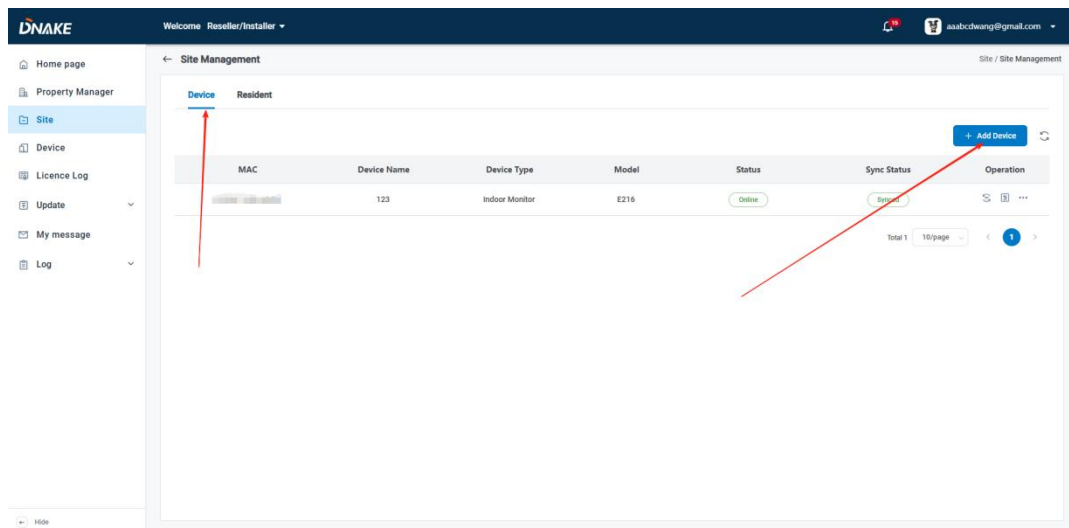 DNAKE
Welcome Reseller/Installer
15
aaabcdwang@gmail.com
Home page
Property Manager
Site
Device
Licence Log
Update
My message
Log
Hide
← Site Management
Site / Site Management
Device Resident
+ Add Device
MAC Device Name Device Type Model Status Sync Status Operation
123 Indoor Monitor E216 Online Synced
Total 1 10/page < 1 >